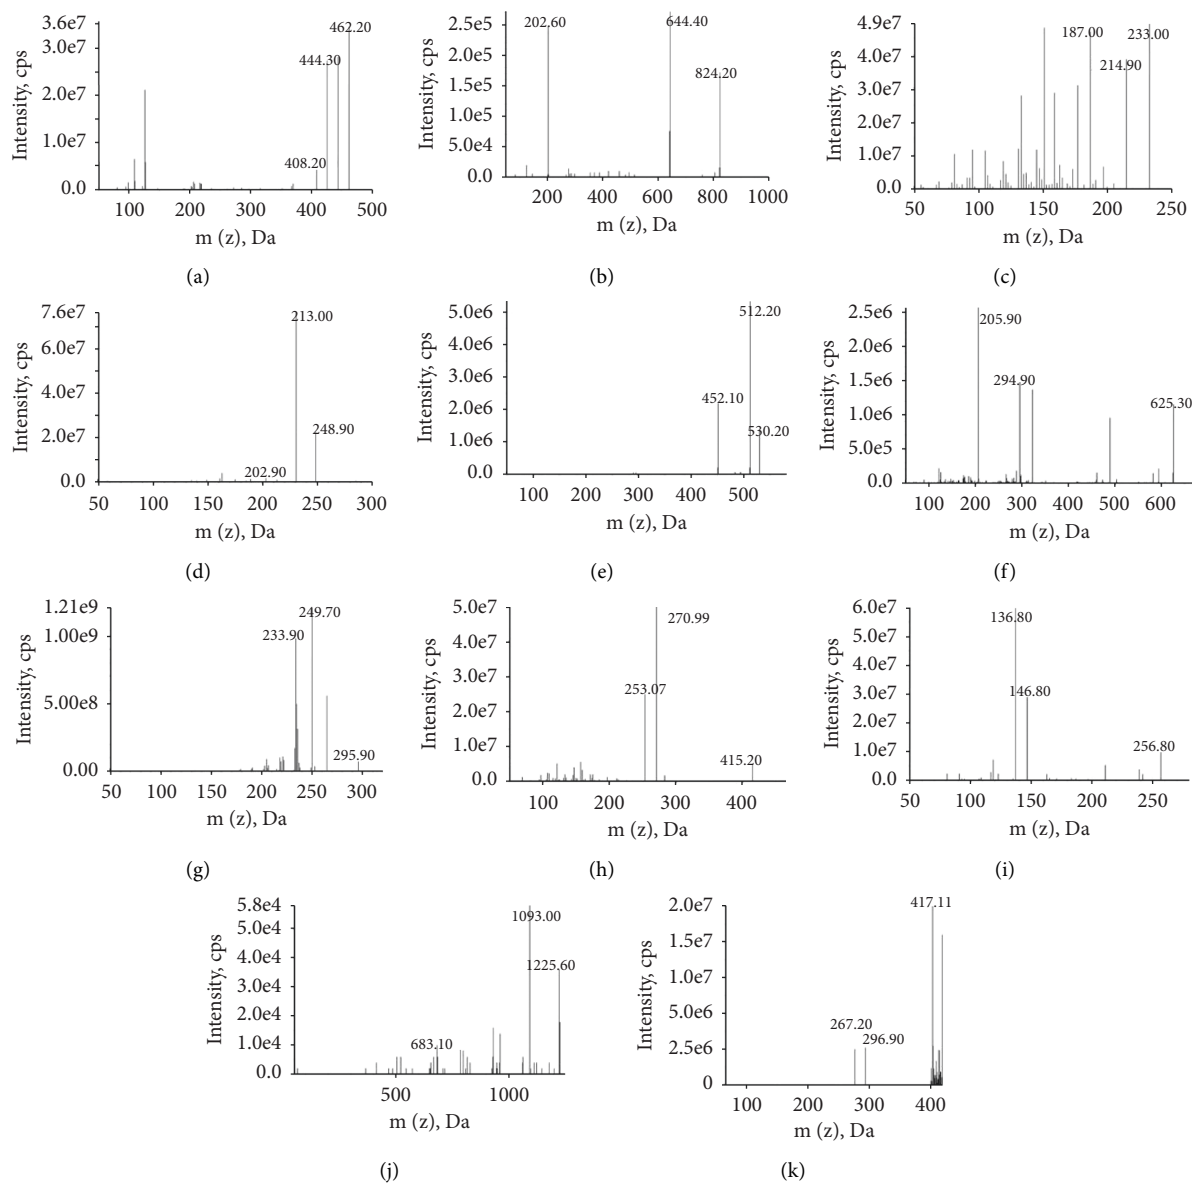 3.6e7
3.0e7
2.0e7
1.0e7
0.0
Intensity, cps
462.20
444.30
408.20
100 200 300 400 500
m (z), Da
(a)
2.5e5
2.0e5
1.5e5
1.0e5
5.0e4
0.0
Intensity, cps
202.60
644.40
824.20
200 400 600 800 1000
m (z), Da
(b)
4.9e7
4.0e7
3.0e7
2.0e7
1.0e7
0.0
Intensity, cps
187.00
233.00
214.90
50 100 150 200 250
m (z), Da
(c)
7.6e7
6.0e7
4.0e7
2.0e7
0.0
Intensity, cps
213.00
248.90
202.90
50 100 150 200 250 300
m (z), Da
(d)
5.0e6
4.0e6
3.0e6
2.0e6
1.0e6
0.0
Intensity, cps
512.20
452.10
530.20
100 200 300 400 500
m (z), Da
(e)
2.5e6
2.0e6
1.5e6
1.0e6
5.0e5
0.0
Intensity, cps
205.90
294.90
625.30
100 200 300 400 500 600
m (z), Da
(f)
1.21e9
1.00e9
5.00e8
0.00
Intensity, cps
249.70
233.90
295.90
50 100 150 200 250 300
m (z), Da
(g)
5.0e7
4.0e7
3.0e7
2.0e7
1.0e7
0.0
Intensity, cps
270.99
253.07
415.20
100 200 300 400
m (z), Da
(h)
6.0e7
5.0e7
4.0e7
3.0e7
2.0e7
1.0e7
0.0
Intensity, cps
136.80
146.80
256.80
50 100 150 200 250
m (z), Da
(i)
5.8e4
5.0e4
4.0e4
3.0e4
2.0e4
1.0e4
0.0
Intensity, cps
1093.00
1225.60
683.10
500 1000
m (z), Da
(j)
2.0e7
1.5e7
1.0e7
5.0e6
2.5e6
0
Intensity, cps
417.11
267.20
296.90
100 200 300 400
m (z), Da
(k)